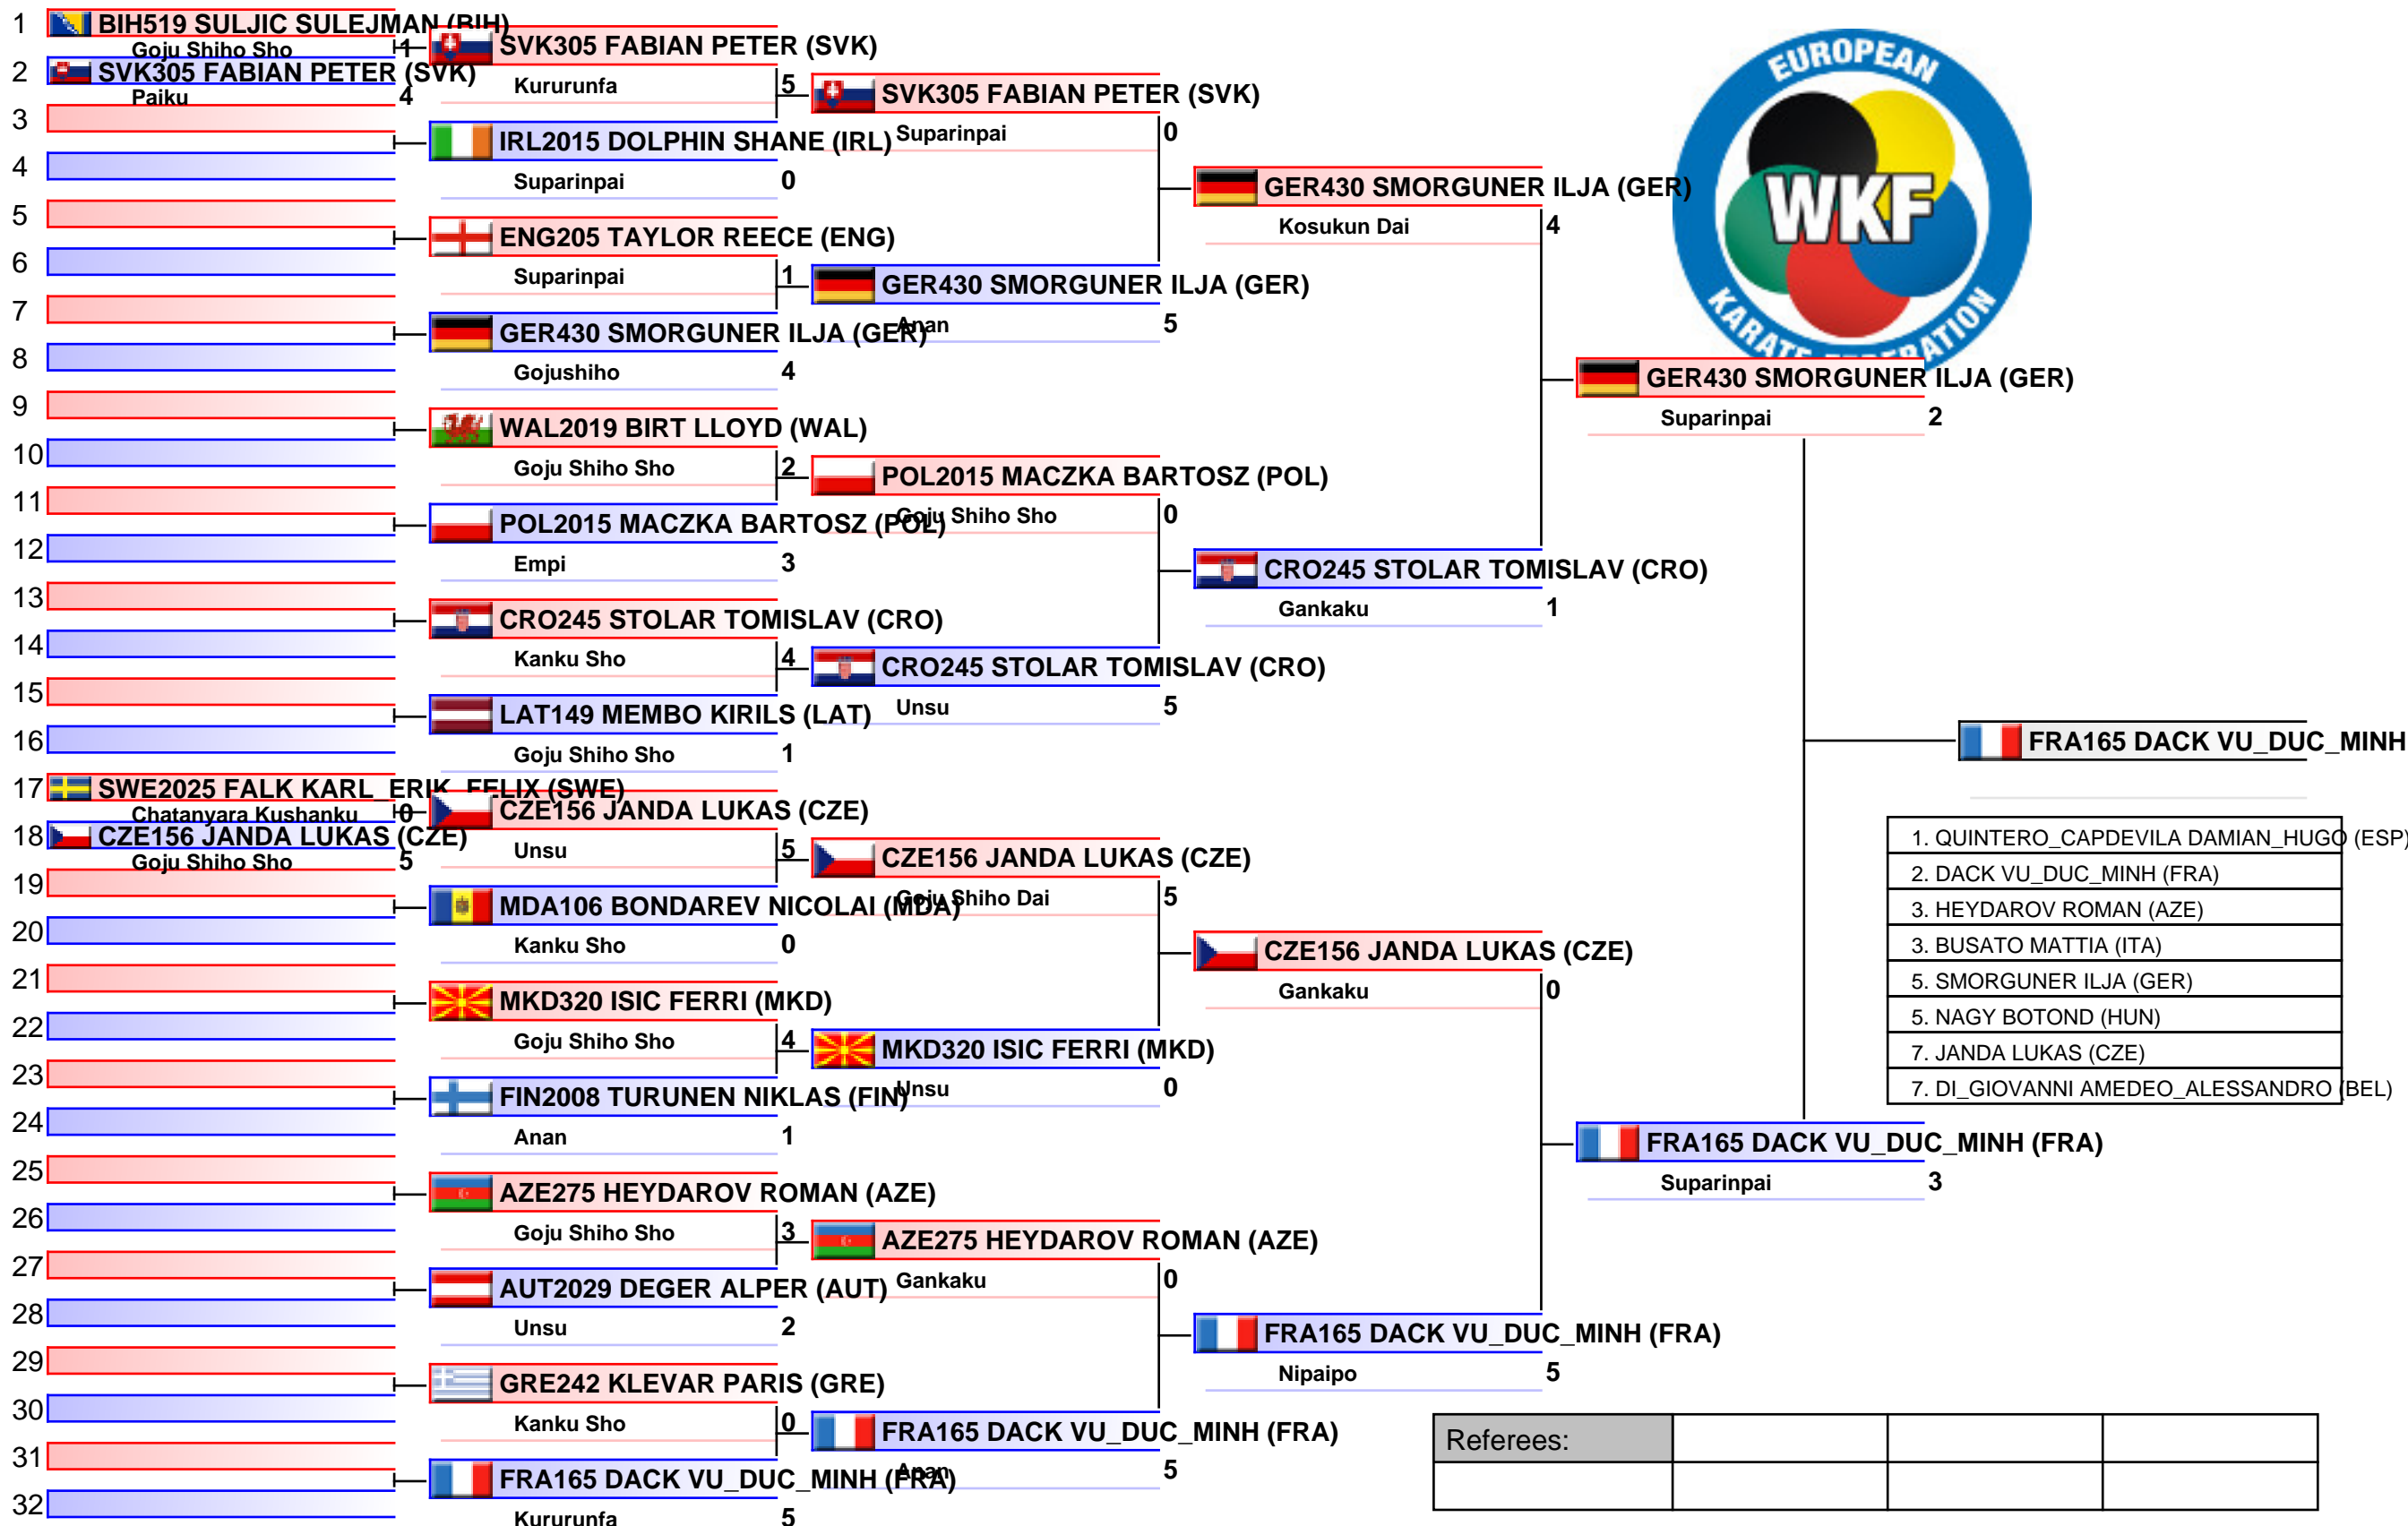 1 BIH519 SULJIC SULEJMAN (BIH)
Goju Shiho Sho 1
2 SVK305 FABIAN PETER (SVK)
Paiku 4
3
4
5
6
7
8
9
10
11
12
13
14
15
16
17 SWE2025 FALK KARL_ERIK_FELIX (SWE)
Chatanyara Kushanku 0
18 CZE156 JANDA LUKAS (CZE)
Goju Shiho Sho 5
19
20
21
22
23
24
25
26
27
28
29
30
31
32
SVK305 FABIAN PETER (SVK)
Kururunfa 5
IRL2015 DOLPHIN SHANE (IRL)
Suparinpai 0
ENG205 TAYLOR REECE (ENG)
Suparinpai 1
GER430 SMORGUNER ILJA (GER)
Gojushiho 4
WAL2019 BIRT LLOYD (WAL)
Goju Shiho Sho 2
POL2015 MACZKA BARTOSZ (POL)
Empi 3
CRO245 STOLAR TOMISLAV (CRO)
Kanku Sho 4
LAT149 MEMBO KIRILS (LAT)
Goju Shiho Sho 1
CZE156 JANDA LUKAS (CZE)
Unsu 5
MDA106 BONDAREV NICOLAI (MDA)
Kanku Sho 0
MKD320 ISIC FERRI (MKD)
Goju Shiho Sho 4
FIN2008 TURUNEN NIKLAS (FIN)
Anan 1
AZE275 HEYDAROV ROMAN (AZE)
Goju Shiho Sho 3
AUT2029 DEGER ALPER (AUT)
Unsu 2
GRE242 KLEVAR PARIS (GRE)
Kanku Sho 0
FRA165 DACK VU_DUC_MINH (FRA)
Kururunfa 5
SVK305 FABIAN PETER (SVK)
Suparinpai 0
GER430 SMORGUNER ILJA (GER)
Anan 5
POL2015 MACZKA BARTOSZ (POL)
Goju Shiho Sho 0
CRO245 STOLAR TOMISLAV (CRO)
Unsu 5
CZE156 JANDA LUKAS (CZE)
Goju Shiho Dai 5
MKD320 ISIC FERRI (MKD)
Unsu 0
AZE275 HEYDAROV ROMAN (AZE)
Gankaku 0
FRA165 DACK VU_DUC_MINH (FRA)
Anan 5
GER430 SMORGUNER ILJA (GER)
Kosukun Dai 4
CRO245 STOLAR TOMISLAV (CRO)
Gankaku 1
CZE156 JANDA LUKAS (CZE)
Gankaku 0
FRA165 DACK VU_DUC_MINH (FRA)
Nipaipo 5
EUROPEAN
WKF
KARATE FEDERATION
GER430 SMORGUNER ILJA (GER)
Suparinpai 2
FRA165 DACK VU_DUC_MINH (FRA)
Suparinpai 3
FRA165 DACK VU_DUC_MINH
1. QUINTERO_CAPDEVILA DAMIAN_HUGO (ESP)
2. DACK VU_DUC_MINH (FRA)
3. HEYDAROV ROMAN (AZE)
3. BUSATO MATTIA (ITA)
5. SMORGUNER ILJA (GER)
5. NAGY BOTOND (HUN)
7. JANDA LUKAS (CZE)
7. DI_GIOVANNI AMEDEO_ALESSANDRO (BEL)
Referees: